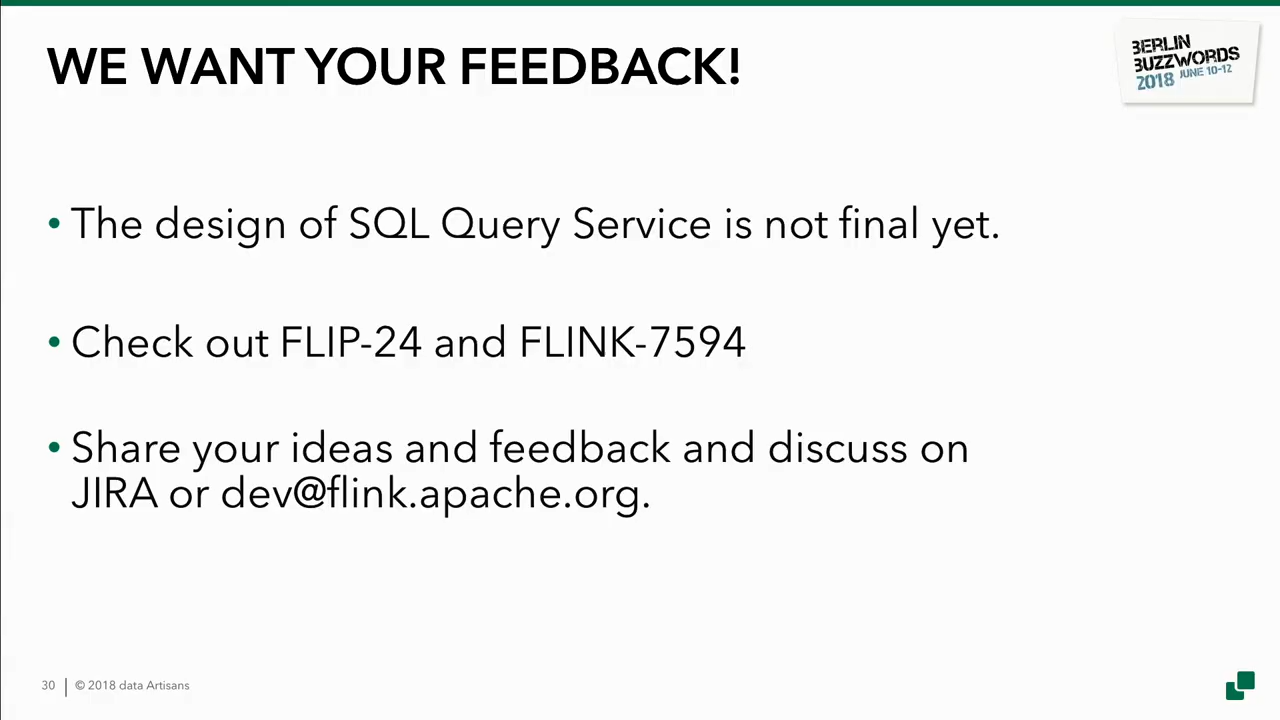 WE WANT YOUR FEEDBACK!
BERLIN
BUZZWORDS
2018 JUNE 10-12
• The design of SQL Query Service is not final yet.
• Check out FLIP-24 and FLINK-7594
• Share your ideas and feedback and discuss on
JIRA or dev@flink.apache.org.
30 | © 2018 data Artisans